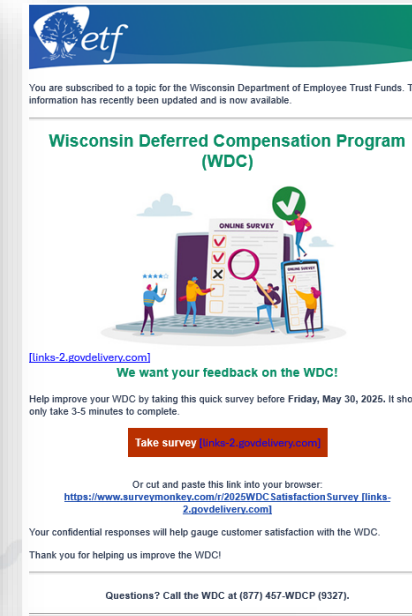 etf
You are subscribed to a topic for the Wisconsin Department of Employee Trust Funds. T
information has recently been updated and is now available.
Wisconsin Deferred Compensation Program
(WDC)
ONLINE SURVEY
ONLINE SURVEY
[links-2.govdelivery.com]
We want your feedback on the WDC!
Help improve your WDC by taking this quick survey before Friday, May 30, 2025. It sho
only take 3-5 minutes to complete.
Take survey [links-2.govdelivery.com]
Or cut and paste this link into your browser:
https://www.surveymonkey.com/r/2025WDCSatisfactionSurvey [links-
2.govdelivery.com]
Your confidential responses will help gauge customer satisfaction with the WDC.
Thank you for helping us improve the WDC!
Questions? Call the WDC at (877) 457-WDCP (9327).